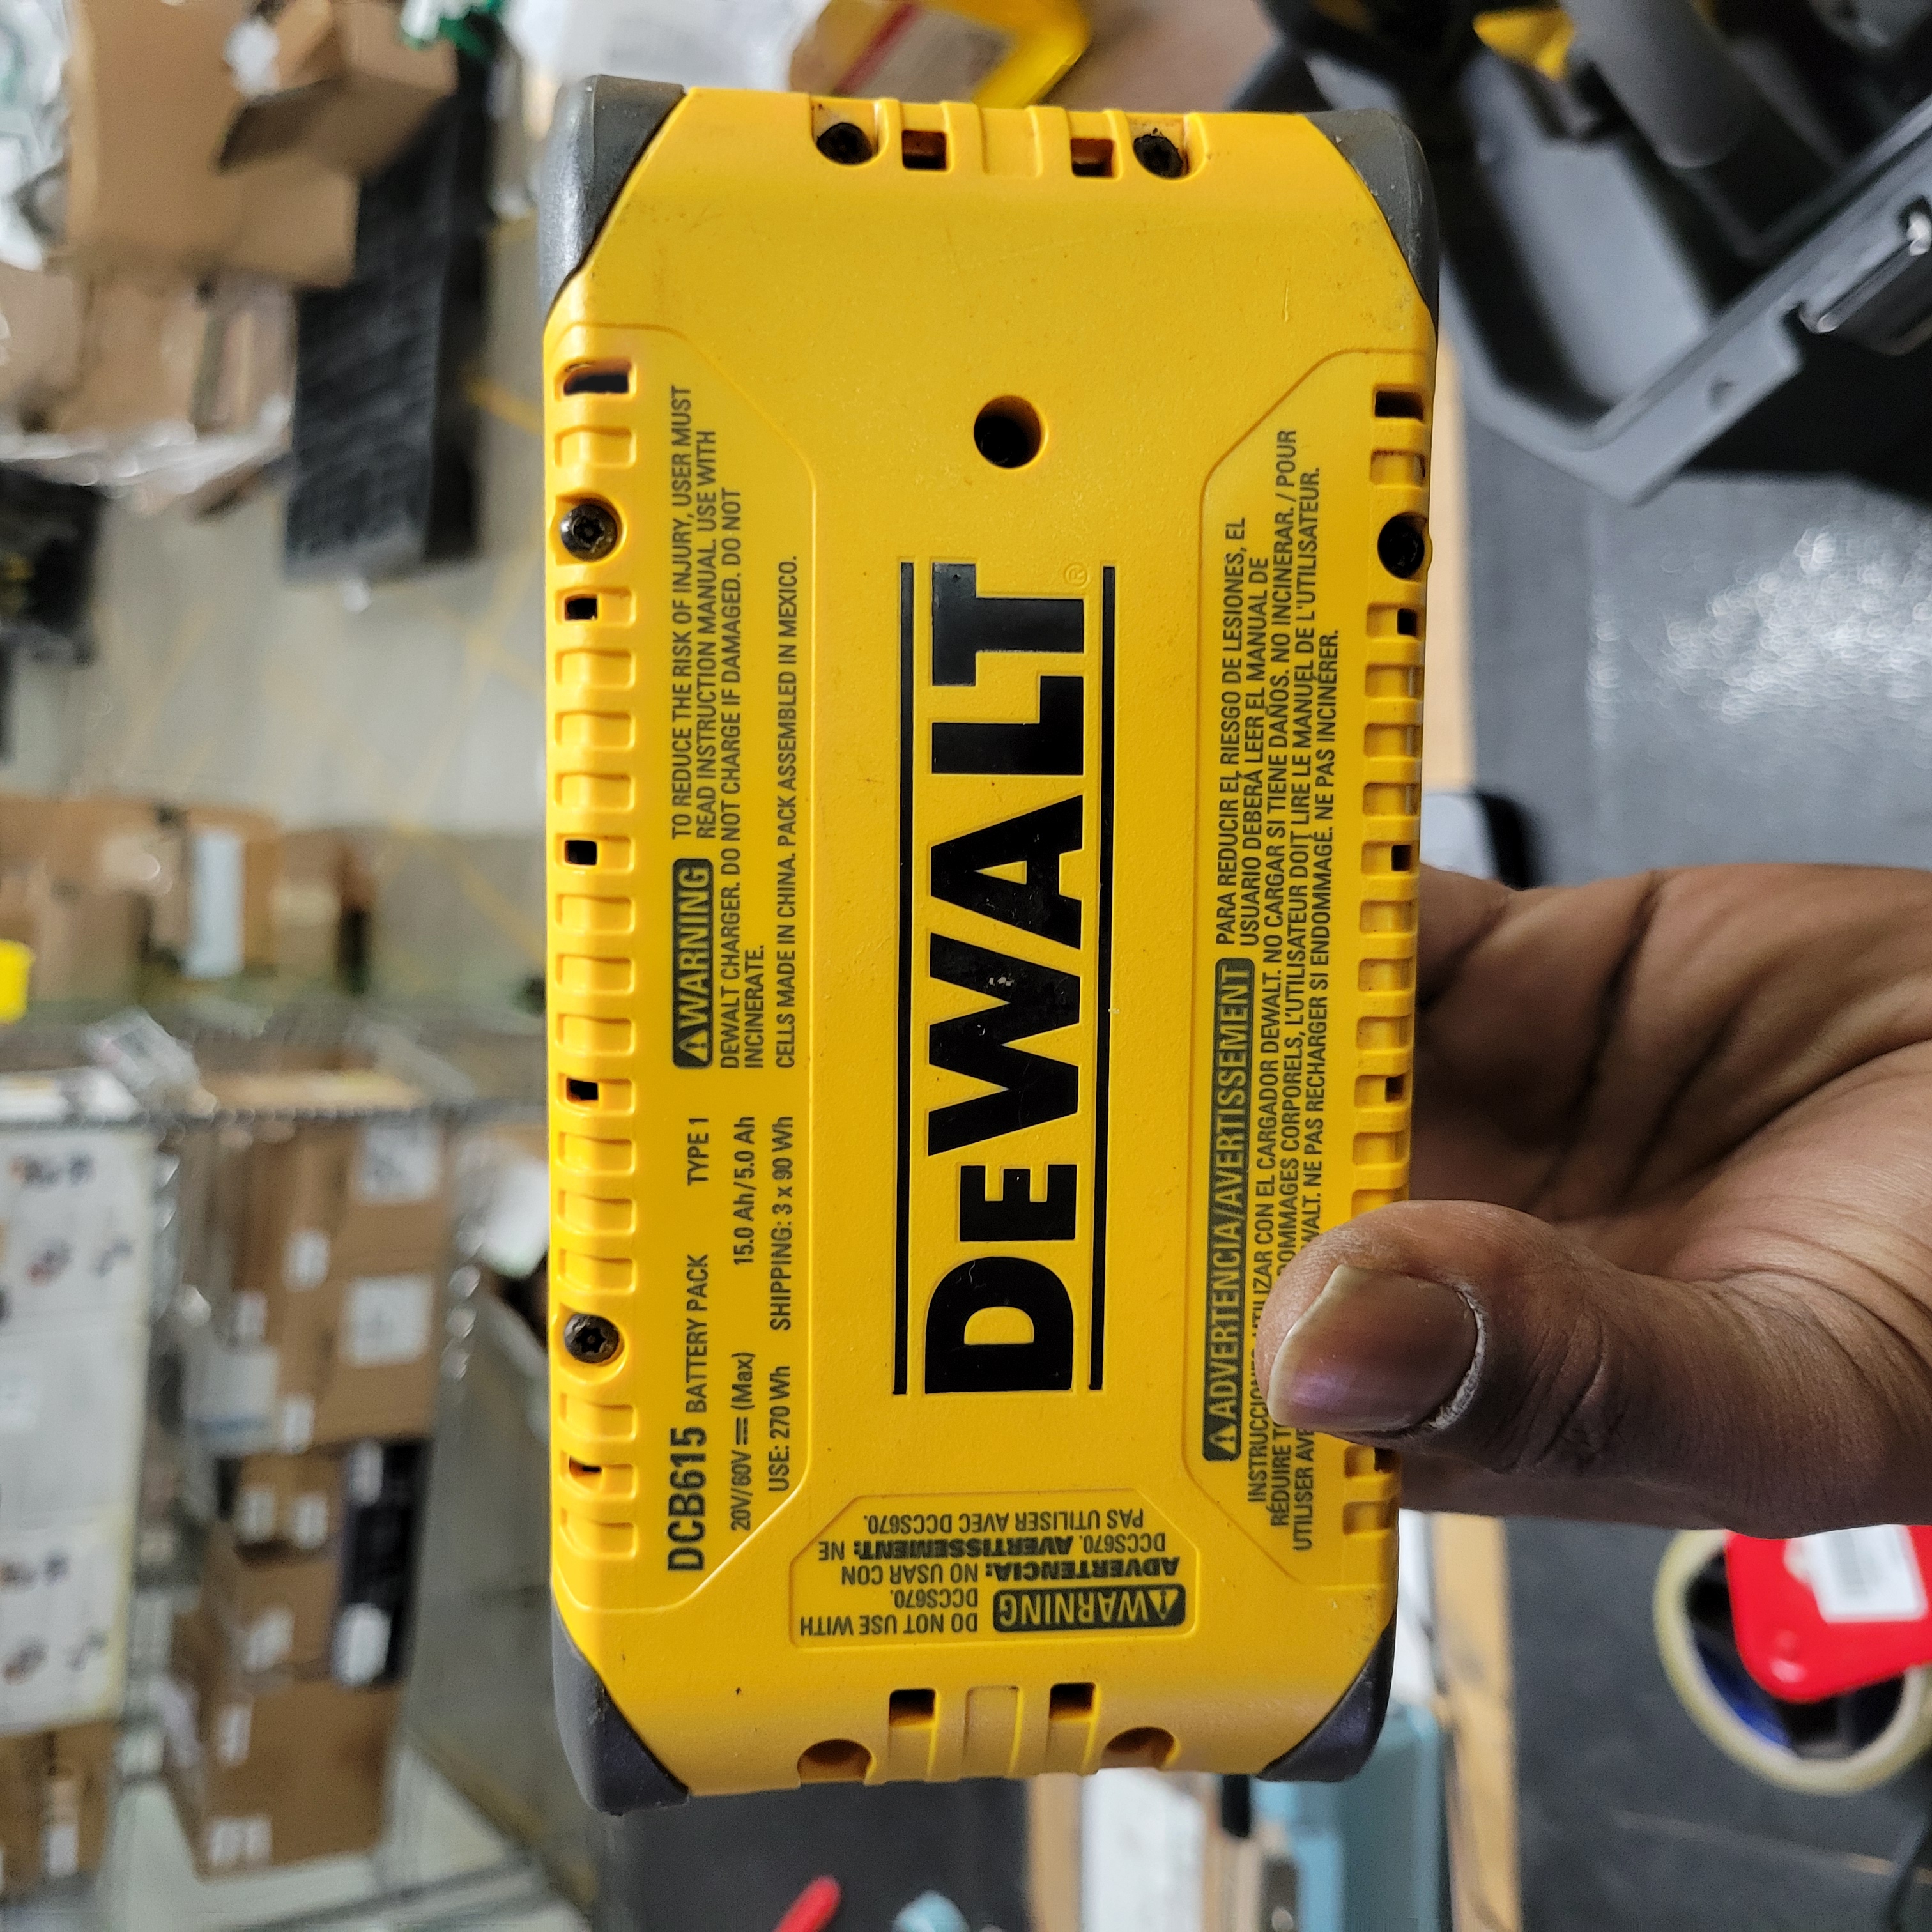 DCB615 BATTERY PACK TYPE 1
20V/60V ⎓ (Max) 15.0 Ah/5.0 Ah
USE: 270 Wh SHIPPING: 3 x 90 Wh
⚠WARNING TO REDUCE THE RISK OF INJURY, USER MUST
READ INSTRUCTION MANUAL. USE WITH
DEWALT CHARGER. DO NOT CHARGE IF DAMAGED. DO NOT
INCINERATE.
CELLS MADE IN CHINA. PACK ASSEMBLED IN MEXICO.
DEWALT®
⚠ADVERTENCIA/AVERTISSEMENT PARA REDUCIR EL RIESGO DE LESIONES, EL
USUARIO DEBERÁ LEER EL MANUAL DE
INSTRUCCIONES. UTILIZAR CON EL CARGADOR DEWALT. NO CARGAR SI TIENE DAÑOS. NO INCINERAR. / POUR
RÉDUIRE DOMMAGES CORPORELS, L'UTILISATEUR DOIT LIRE LE MANUEL DE L'UTILISATEUR.
UTILISER WALT. NE PAS RECHARGER SI ENDOMMAGÉ. NE PAS INCINÉRER.
⚠WARNING DO NOT USE WITH
DCCS670.
ADVERTENCIA: NO USAR CON
DCCS670. AVERTISSEMENT: NE
PAS UTILISER AVEC DCCS670.